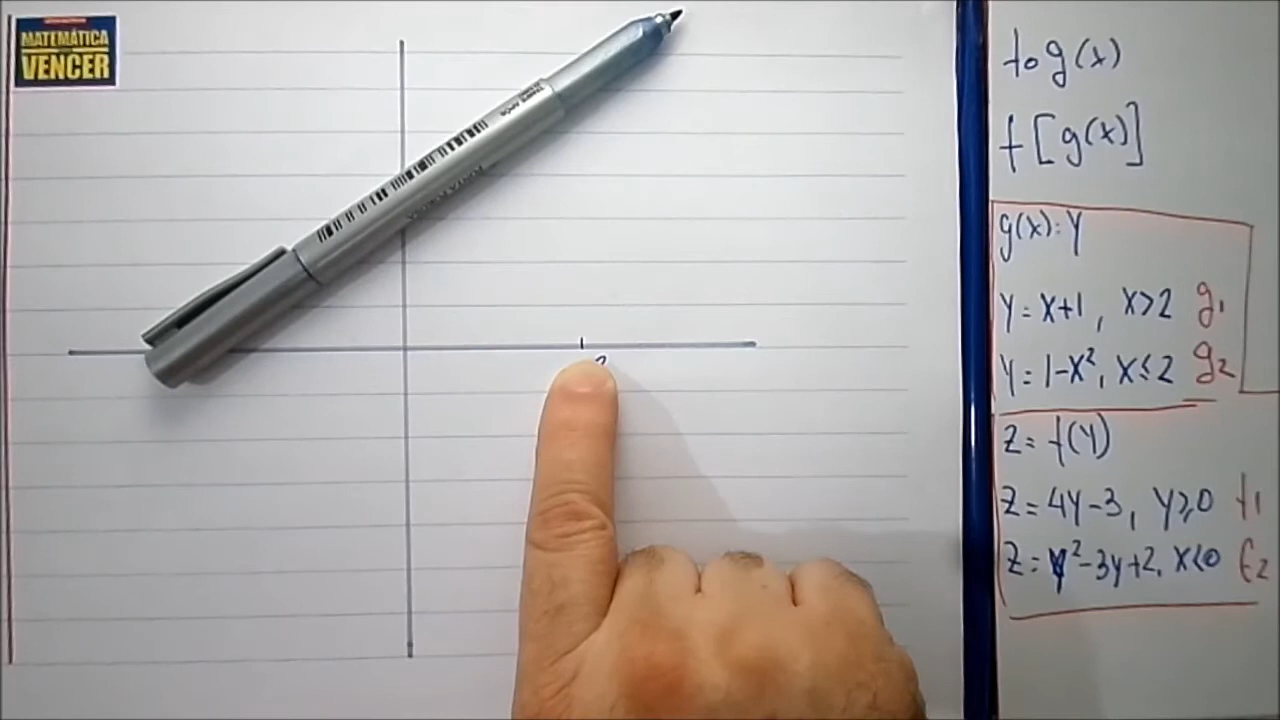 MATEMÁTICA
VENCER
fog(x)
f[g(x)]
g(x):Y
Y=X+1, X>2 g1
Y=1-X², X≤2 g2
Z=f(Y)
Z=4Y-3, Y≥0 f1
Z=Y²-3Y+2, X<0 f2